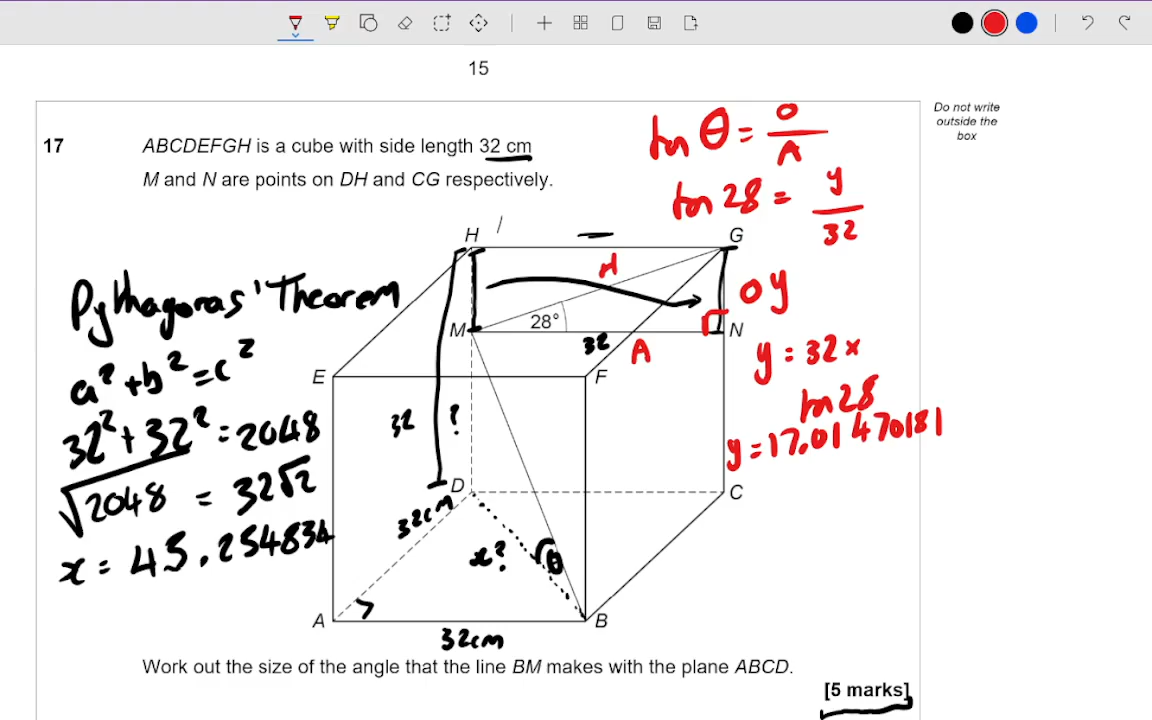 15
Do not write
outside the
box
17
ABCDEFGH is a cube with side length 32 cm
M and N are points on DH and CG respectively.
tan θ = O/A
tan 28 = y/32
H
G
H
Pythagoras' Theorem
O y
M
28°
32
N
A
y = 32 ×
tan 28
y = 17.01470181
a² + b² = c²
E
F
32
?
32² + 32² = 2048
√2048 = 32√2
D
C
32cm
x = 45.254834
x?
θ
A
B
32cm
Work out the size of the angle that the line BM makes with the plane ABCD.
[5 marks]